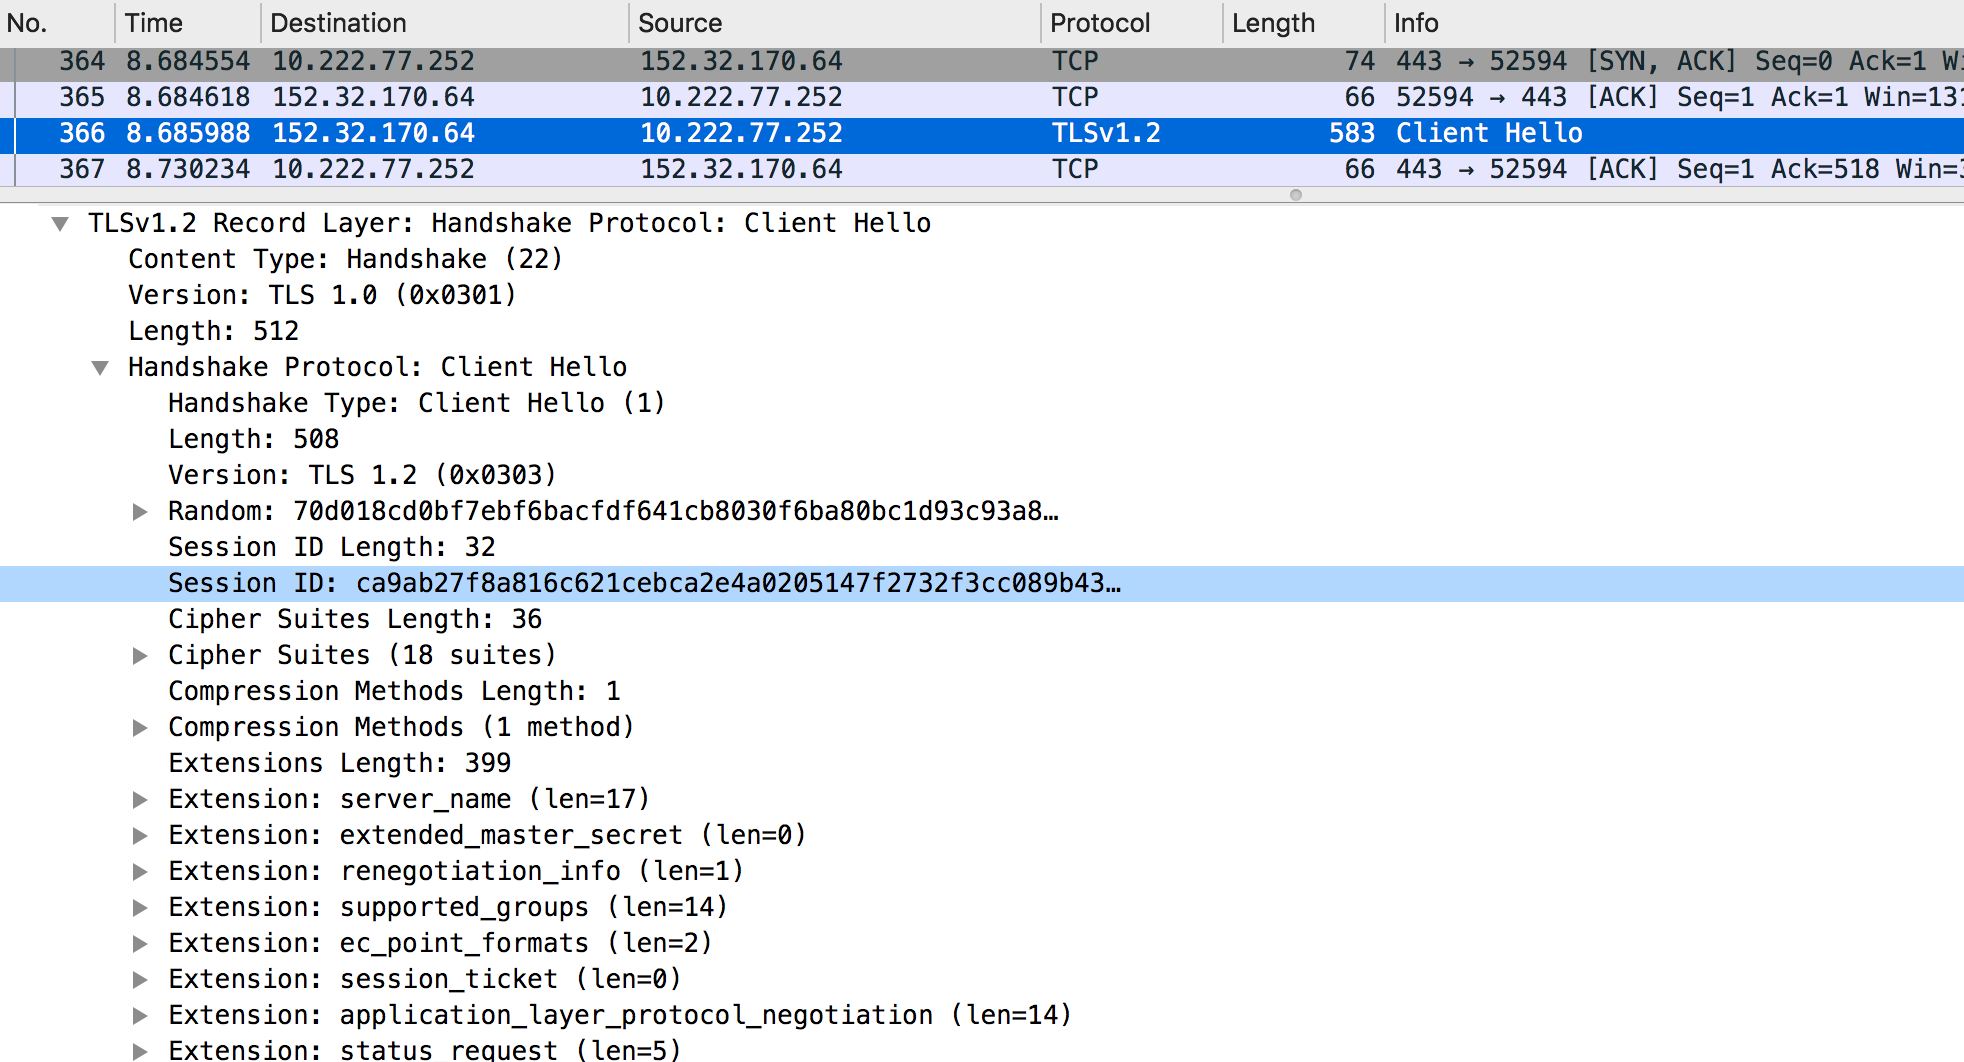 No. Time Destination Source Protocol Length Info
364 8.684554 10.222.77.252 152.32.170.64 TCP 74 443 → 52594 [SYN, ACK] Seq=0 Ack=1
365 8.684618 152.32.170.64 10.222.77.252 TCP 66 52594 → 443 [ACK] Seq=1 Ack=1 Win=131
366 8.685988 152.32.170.64 10.222.77.252 TLSv1.2 583 Client Hello
367 8.730234 10.222.77.252 152.32.170.64 TCP 66 443 → 52594 [ACK] Seq=1 Ack=518 Win=3
TLSv1.2 Record Layer: Handshake Protocol: Client Hello
Content Type: Handshake (22)
Version: TLS 1.0 (0x0301)
Length: 512
Handshake Protocol: Client Hello
Handshake Type: Client Hello (1)
Length: 508
Version: TLS 1.2 (0x0303)
Random: 70d018cd0bf7ebf6bacfdf641cb8030f6ba80bc1d93c93a8…
Session ID Length: 32
Session ID: ca9ab27f8a816c621cebca2e4a0205147f2732f3cc089b43…
Cipher Suites Length: 36
Cipher Suites (18 suites)
Compression Methods Length: 1
Compression Methods (1 method)
Extensions Length: 399
Extension: server_name (len=17)
Extension: extended_master_secret (len=0)
Extension: renegotiation_info (len=1)
Extension: supported_groups (len=14)
Extension: ec_point_formats (len=2)
Extension: session_ticket (len=0)
Extension: application_layer_protocol_negotiation (len=14)
Extension: status_request (len=5)